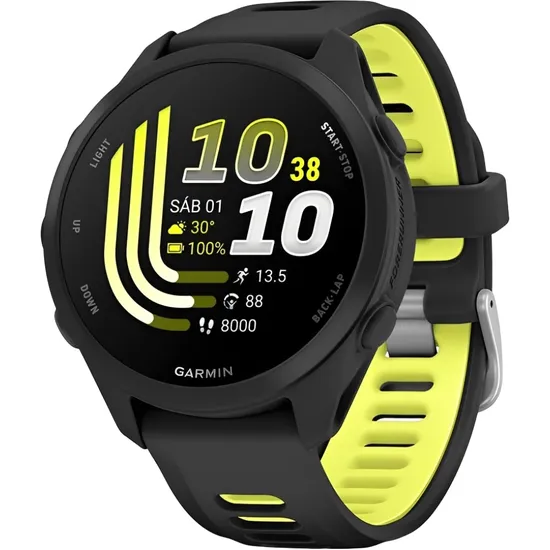 LIGHT
UP
DOWN
START-STOP
BACK-LAP
10
38
10
SÁB 01
30°
100%
13.5
88
8000
GARMIN
FORERUNNER